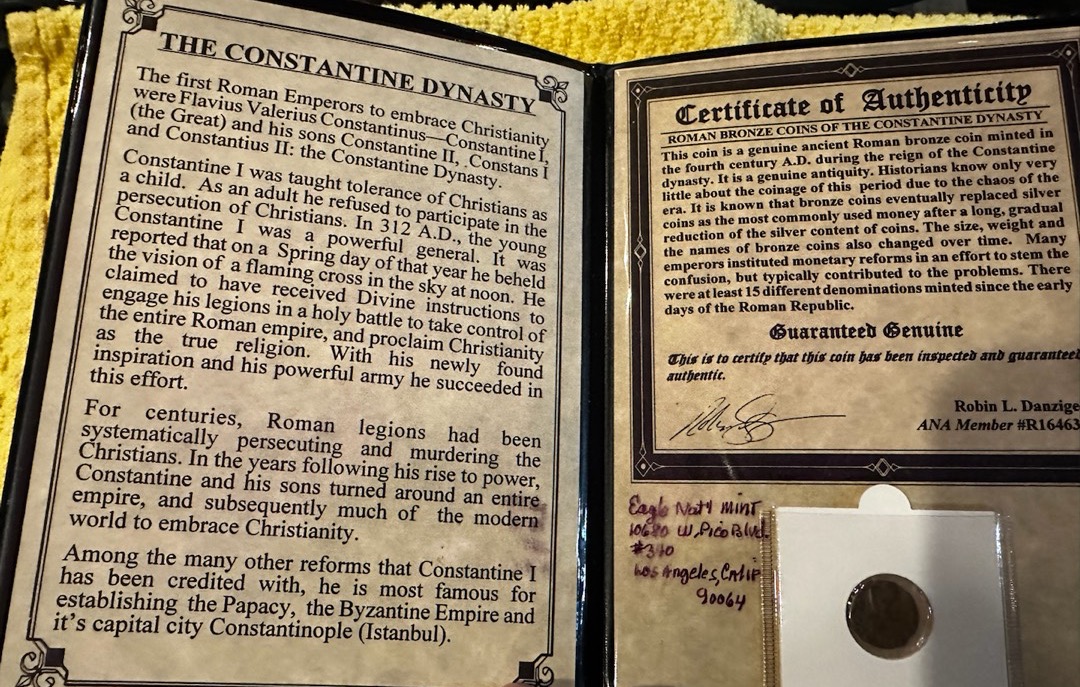 THE CONSTANTINE DYNASTY
The first Roman Emperors to embrace Christianity
were Flavius Valerius Constantinus—Constantine I,
(the Great) and his sons Constantine II, Constans I
and Constantius II: the Constantine Dynasty.
Constantine I was taught tolerance of Christians as
a child. As an adult he refused to participate in the
persecution of Christians. In 312 A.D., the young
Constantine I was a powerful general. It was
reported that on a Spring day of that year he beheld
the vision of a flaming cross in the sky at noon. He
claimed to have received Divine instructions to
engage his legions in a holy battle to take control of
the entire Roman empire, and proclaim Christianity
as the true religion. With his newly found
inspiration and his powerful army he succeeded in
this effort.
For centuries, Roman legions had been
systematically persecuting and murdering the
Christians. In the years following his rise to power,
Constantine and his sons turned around an entire
empire, and subsequently much of the modern
world to embrace Christianity.
Among the many other reforms that Constantine I
has been credited with, he is most famous for
establishing the Papacy, the Byzantine Empire and
it's capital city Constantinople (Istanbul).
Certificate of Authenticity
ROMAN BRONZE COINS OF THE CONSTANTINE DYNASTY
This coin is a genuine ancient Roman bronze coin minted in
the fourth century A.D. during the reign of the Constantine
dynasty. It is a genuine antiquity. Historians know only very
little about the coinage of this period due to the chaos of the
era. It is known that bronze coins eventually replaced silver
coins as the most commonly used money after a long, gradual
reduction of the silver content of coins. The size, weight and
the names of bronze coins also changed over time. Many
emperors instituted monetary reforms in an effort to stem the
confusion, but typically contributed to the problems. There
were at least 15 different denominations minted since the early
days of the Roman Republic.
Guaranteed Genuine
This is to certify that this coin has been inspected and guaranteed
authentic.
Robin L. Danzige
ANA Member #R16463
Eagle Nat'l Mint
10680 W. Pico Blvd.
#310
Los Angeles, Calif
90064